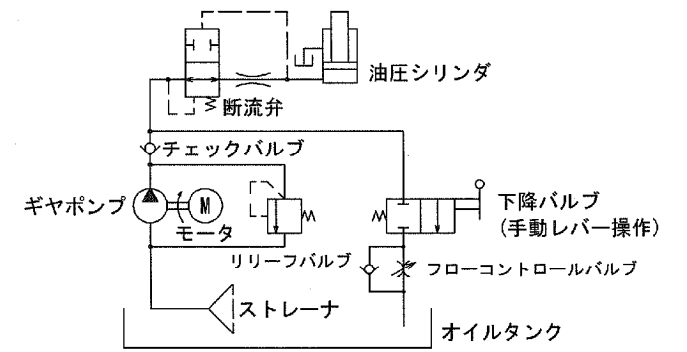 油圧シリンダ
断流弁
チェックバルブ
ギヤポンプ
M
モータ
下降バルブ
(手動レバー操作)
リリーフバルブ
フローコントロールバルブ
ストレーナ
オイルタンク